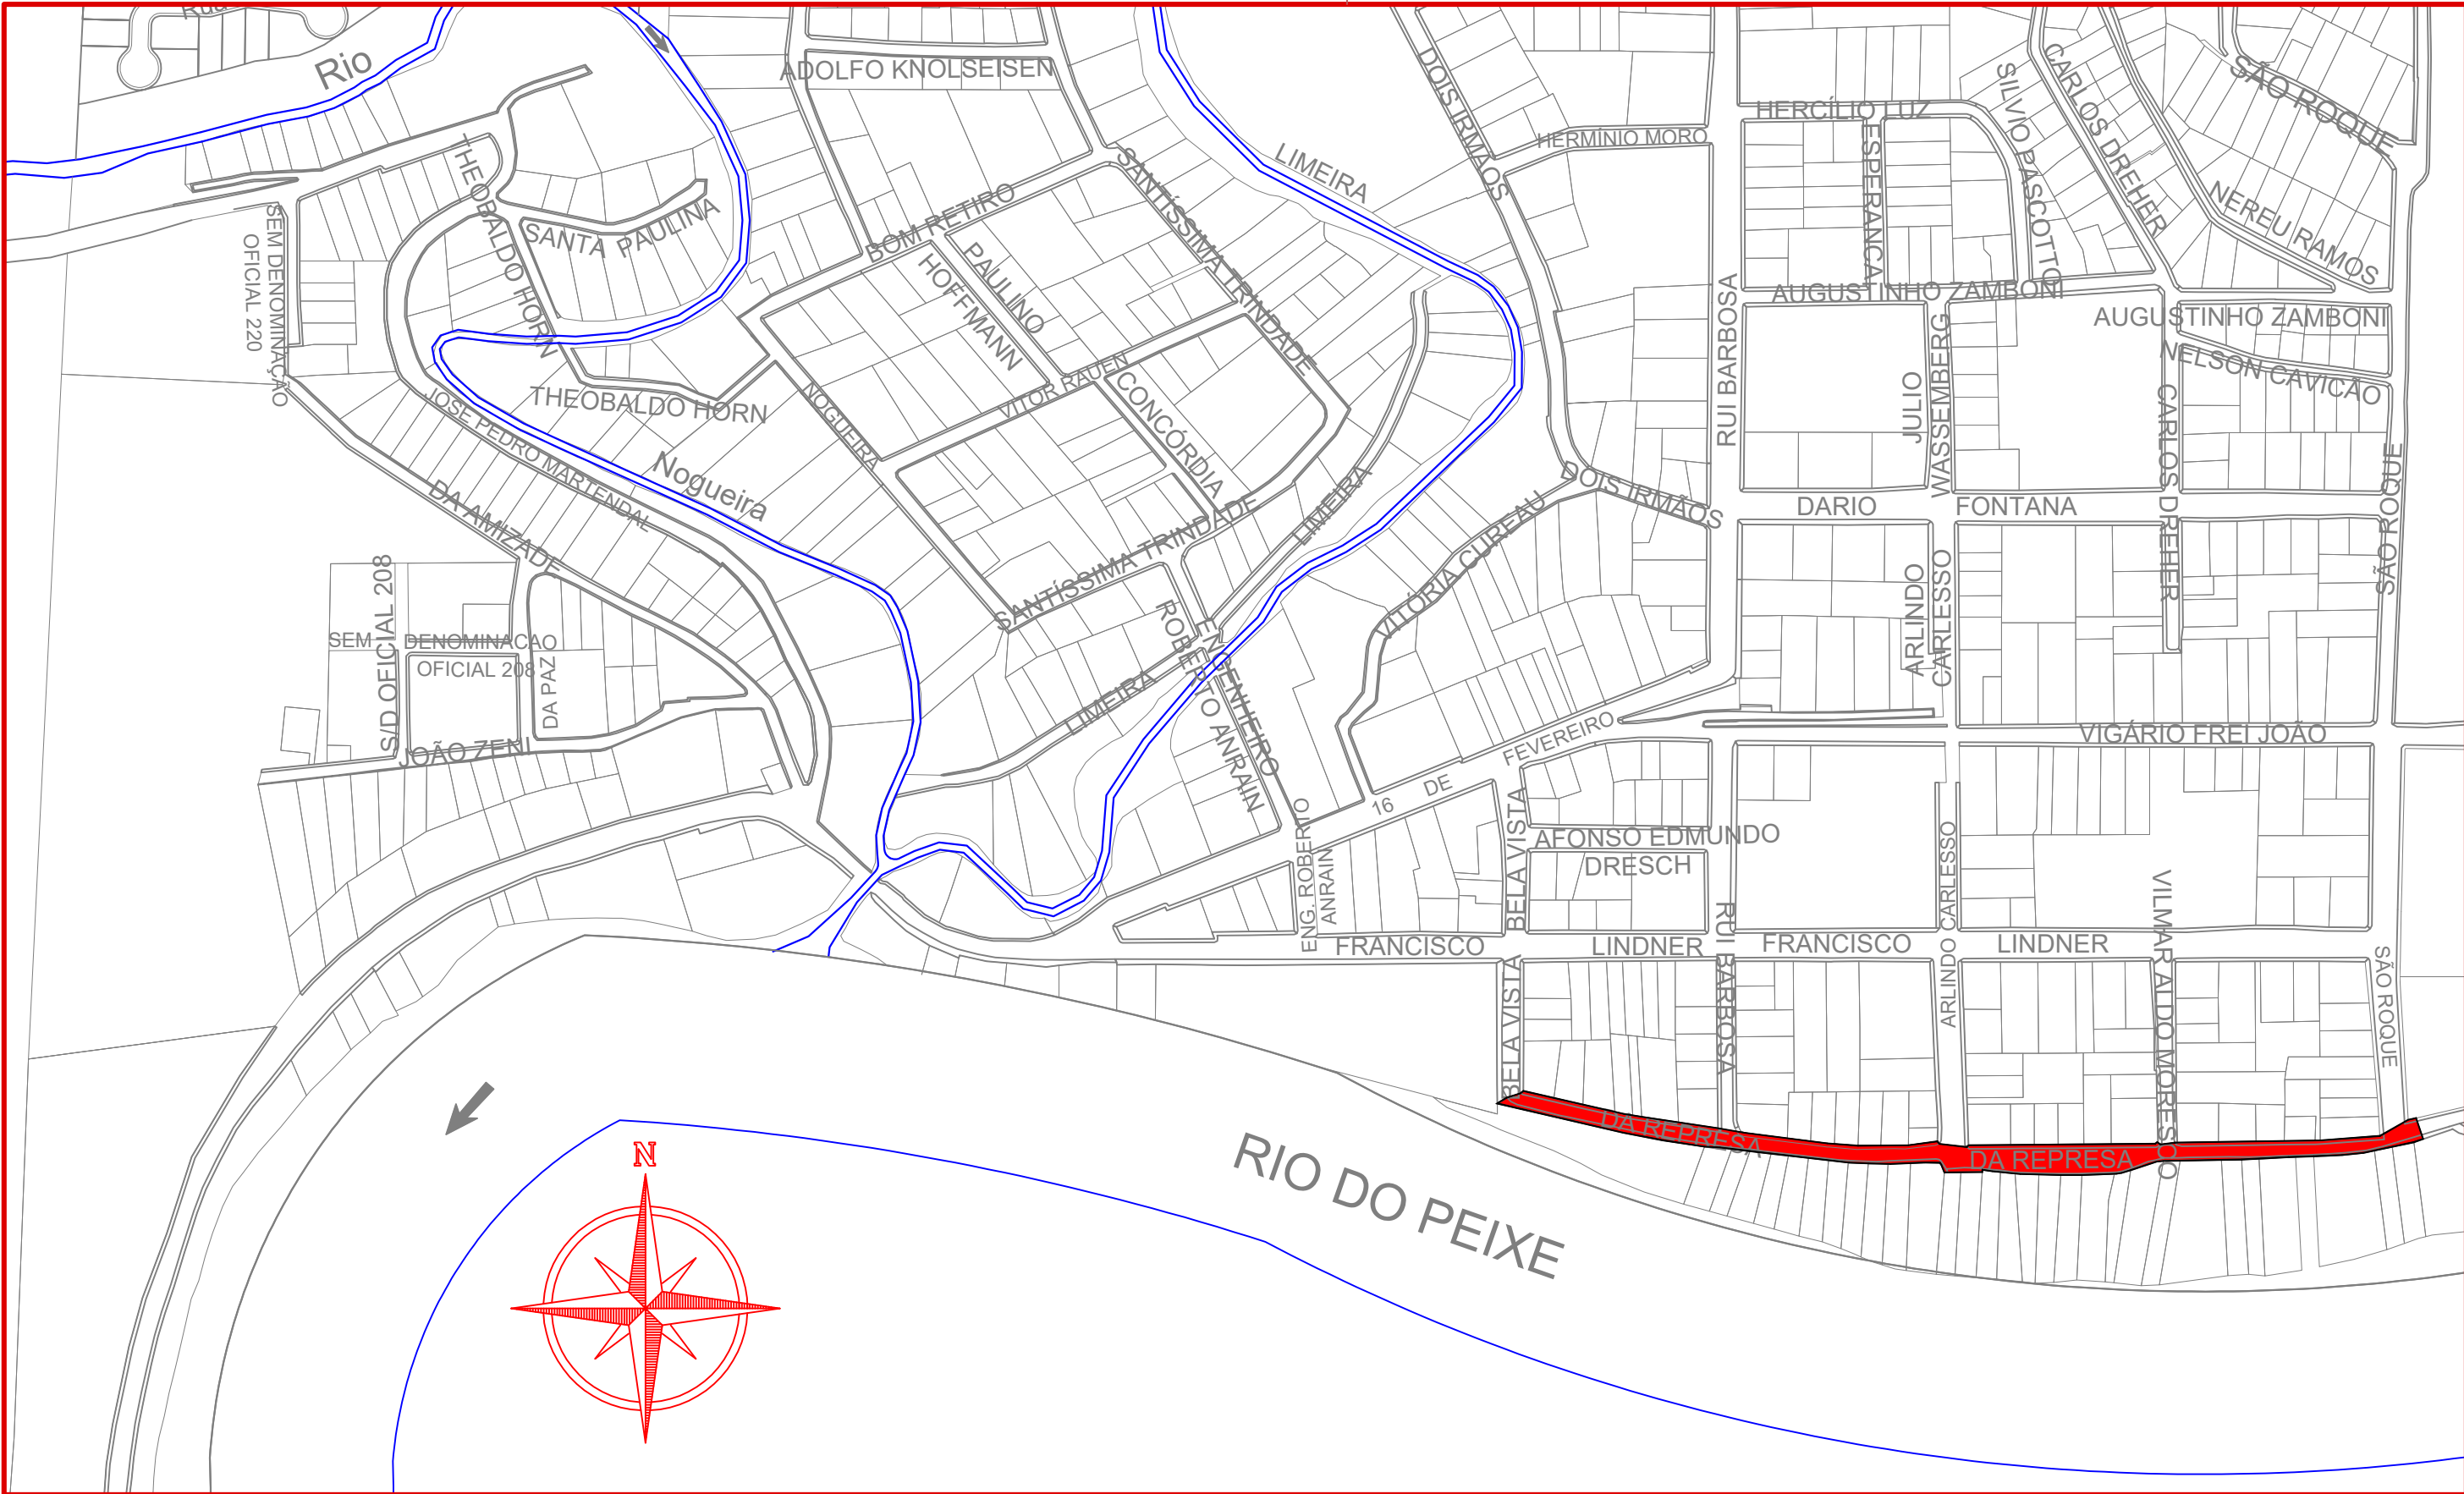 Rua
Rio
ADOLFO KNOLSEISEN
DOIS IRMÃOS
HERCÍLIO LUZ
HERMÍNIO MORO
ESPERANCA
SILVIO PASCOTTO
CARLOS DREHER
SÃO ROQUE
NEREU RAMOS
THEOBALDO HORN
SANTA PAULINA
SEM DENOMINAÇÃO
OFICIAL 220
BOM RETIRO
SANTÍSSIMA TRINDADE
LIMEIRA
PAULINO
HOFFMANN
RUI BARBOSA
AUGUSTINHO ZAMBONI
AUGUSTINHO ZAMBONI
NELSON CAVICÃO
JULIO
WASSEMBERG
CARLOS DREHER
SÃO ROQUE
THEOBALDO HORN
JOSE PEDRO MARTENDAL
NOGUEIRA
VITOR RAUEN
CONCÓRDIA
Nogueira
DA AMIZADE
LIMEIRA
DOIS IRMÃOS
VITÓRIA CUREAU
DARIO
FONTANA
SANTÍSSIMA TRINDADE
ARLINDO
CARLESSO
S/D OFICIAL 208
SEM
DENOMINACAO
OFICIAL 208
DA PAZ
JOÃO ZENI
LIMEIRA
ENGENHEIRO
ROBERTO ANRAIN
16 DE FEVEREIRO
VIGÁRIO FREI JOÃO
BELA VISTA
AFONSO EDMUNDO
DRESCH
ENG. ROBERTO
ANRAIN
ARLINDO CARLESSO
VILMAR ALDO MORESCO
RUI BARBOSA
FRANCISCO
LINDNER
FRANCISCO
LINDNER
BELA VISTA
SÃO ROQUE
DA REPRESA
DA REPRESA
RIO DO PEIXE
N